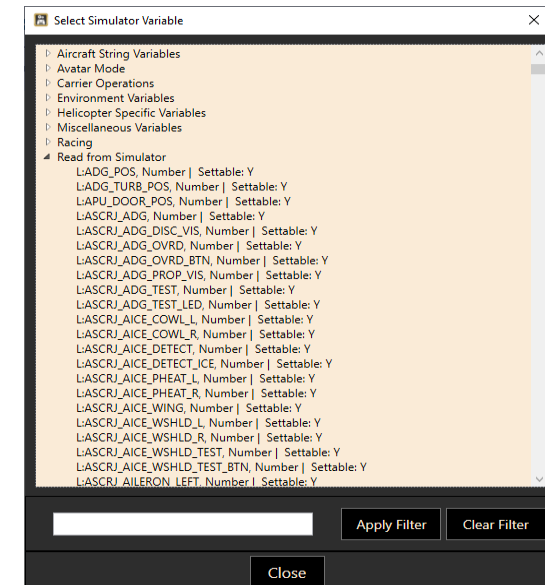 Select Simulator Variable
Aircraft String Variables
Avatar Mode
Carrier Operations
Environment Variables
Helicopter Specific Variables
Miscellaneous Variables
Racing
Read from Simulator
L:ADG_POS, Number | Settable: Y
L:ADG_TURB_POS, Number | Settable: Y
L:APU_DOOR_POS, Number | Settable: Y
L:ASCRJ_ADG, Number | Settable: Y
L:ASCRJ_ADG_DISC_VIS, Number | Settable: Y
L:ASCRJ_ADG_OVRD, Number | Settable: Y
L:ASCRJ_ADG_OVRD_BTN, Number | Settable: Y
L:ASCRJ_ADG_PROP_VIS, Number | Settable: Y
L:ASCRJ_ADG_TEST, Number | Settable: Y
L:ASCRJ_ADG_TEST_LED, Number | Settable: Y
L:ASCRJ_AICE_COWL_L, Number | Settable: Y
L:ASCRJ_AICE_COWL_R, Number | Settable: Y
L:ASCRJ_AICE_DETECT, Number | Settable: Y
L:ASCRJ_AICE_DETECT_ICE, Number | Settable: Y
L:ASCRJ_AICE_PHEAT_L, Number | Settable: Y
L:ASCRJ_AICE_PHEAT_R, Number | Settable: Y
L:ASCRJ_AICE_WING, Number | Settable: Y
L:ASCRJ_AICE_WSHLD_L, Number | Settable: Y
L:ASCRJ_AICE_WSHLD_R, Number | Settable: Y
L:ASCRJ_AICE_WSHLD_TEST, Number | Settable: Y
L:ASCRJ_AICE_WSHLD_TEST_BTN, Number | Settable: Y
L:ASCRJ_AILERON_LEFT, Number | Settable: Y
Apply Filter Clear Filter
Close